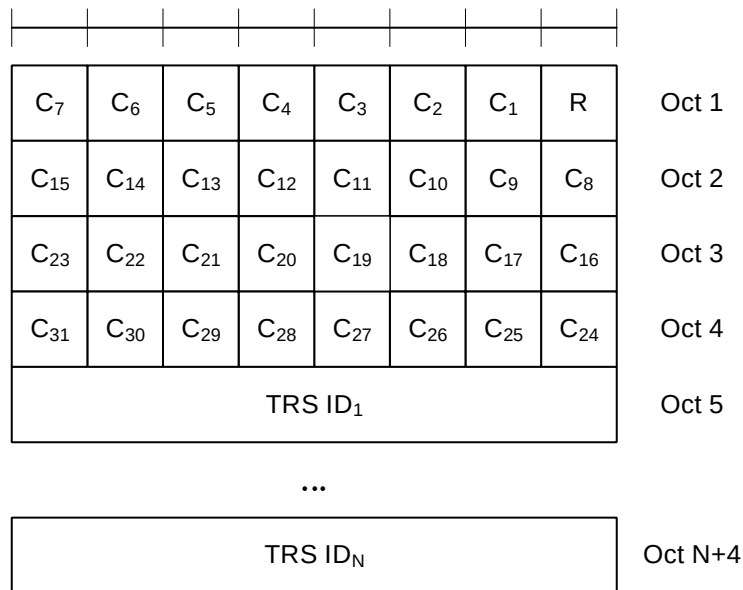 C₇ C₆ C₅ C₄ C₃ C₂ C₁ R Oct 1
C₁₅ C₁₄ C₁₃ C₁₂ C₁₁ C₁₀ C₉ C₈ Oct 2
C₂₃ C₂₂ C₂₁ C₂₀ C₁₉ C₁₈ C₁₇ C₁₆ Oct 3
C₃₁ C₃₀ C₂₉ C₂₈ C₂₇ C₂₆ C₂₅ C₂₄ Oct 4
TRS ID₁ Oct 5
...
TRS ID_N Oct N+4